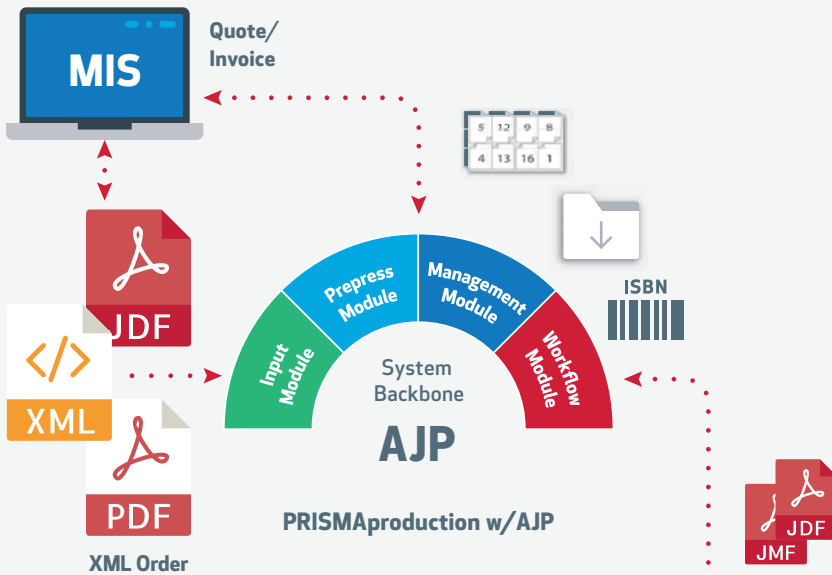 MIS
Quote/
Invoice
5 12 9 8
4 13 16 1
ISBN
JDF
</>
XML
PDF
XML Order
Input
Module
Prepress
Module
Management
Module
Workflow
Module
System
Backbone
AJP
PRISMAproduction w/AJP
JDF
JMF